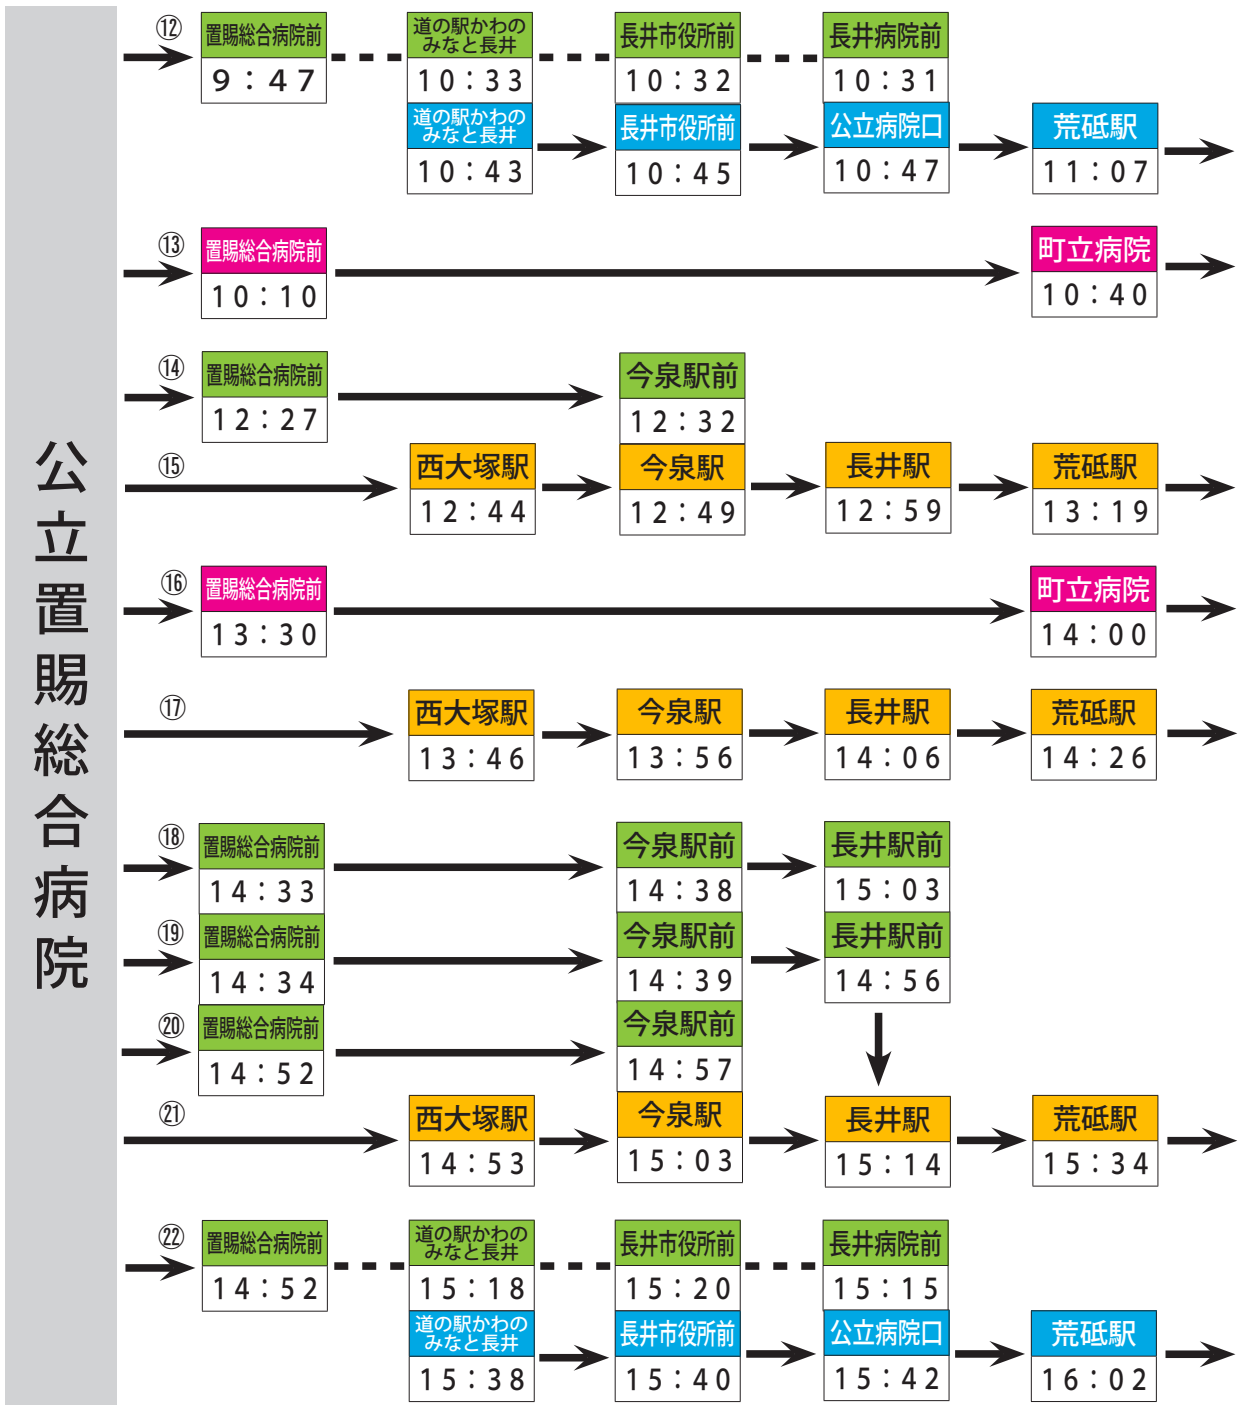 公立置賜総合病院
⑫
置賜総合病院前
9：47
道の駅かわの
みなと長井
10：33
長井市役所前
10：32
長井病院前
10：31
道の駅かわの
みなと長井
10：43
長井市役所前
10：45
公立病院口
10：47
荒砥駅
11：07
⑬
置賜総合病院前
10：10
町立病院
10：40
⑭
置賜総合病院前
12：27
今泉駅前
12：32
⑮
西大塚駅
12：44
今泉駅
12：49
長井駅
12：59
荒砥駅
13：19
⑯
置賜総合病院前
13：30
町立病院
14：00
⑰
西大塚駅
13：46
今泉駅
13：56
長井駅
14：06
荒砥駅
14：26
⑱
置賜総合病院前
14：33
今泉駅前
14：38
長井駅前
15：03
⑲
置賜総合病院前
14：34
今泉駅前
14：39
長井駅前
14：56
⑳
置賜総合病院前
14：52
今泉駅前
14：57
㉑
西大塚駅
14：53
今泉駅
15：03
長井駅
15：14
荒砥駅
15：34
㉒
置賜総合病院前
14：52
道の駅かわの
みなと長井
15：18
長井市役所前
15：20
長井病院前
15：15
道の駅かわの
みなと長井
15：38
長井市役所前
15：40
公立病院口
15：42
荒砥駅
16：02